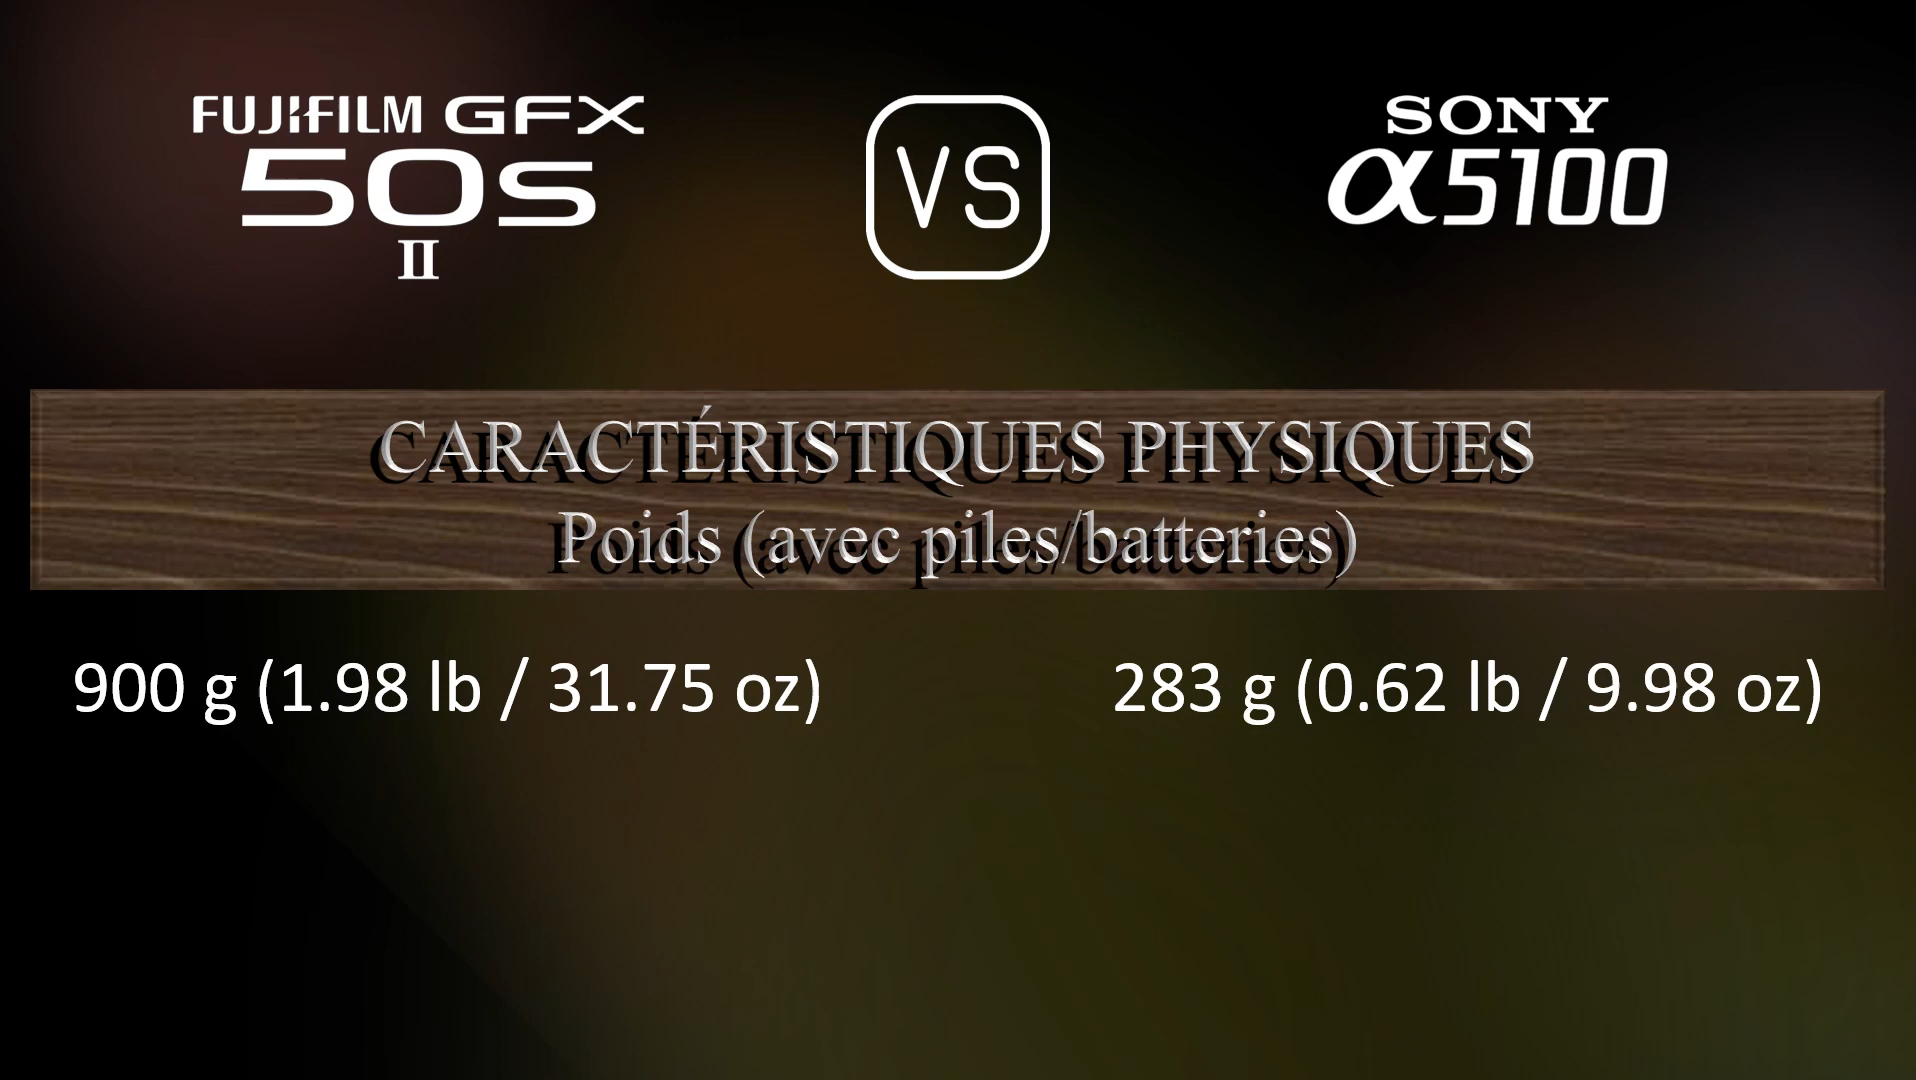 FUJIFILM GFX
50S
II
VS
SONY
α5100
CARACTÉRISTIQUES PHYSIQUES
Poids (avec piles/batteries)
900 g (1.98 lb / 31.75 oz)
283 g (0.62 lb / 9.98 oz)